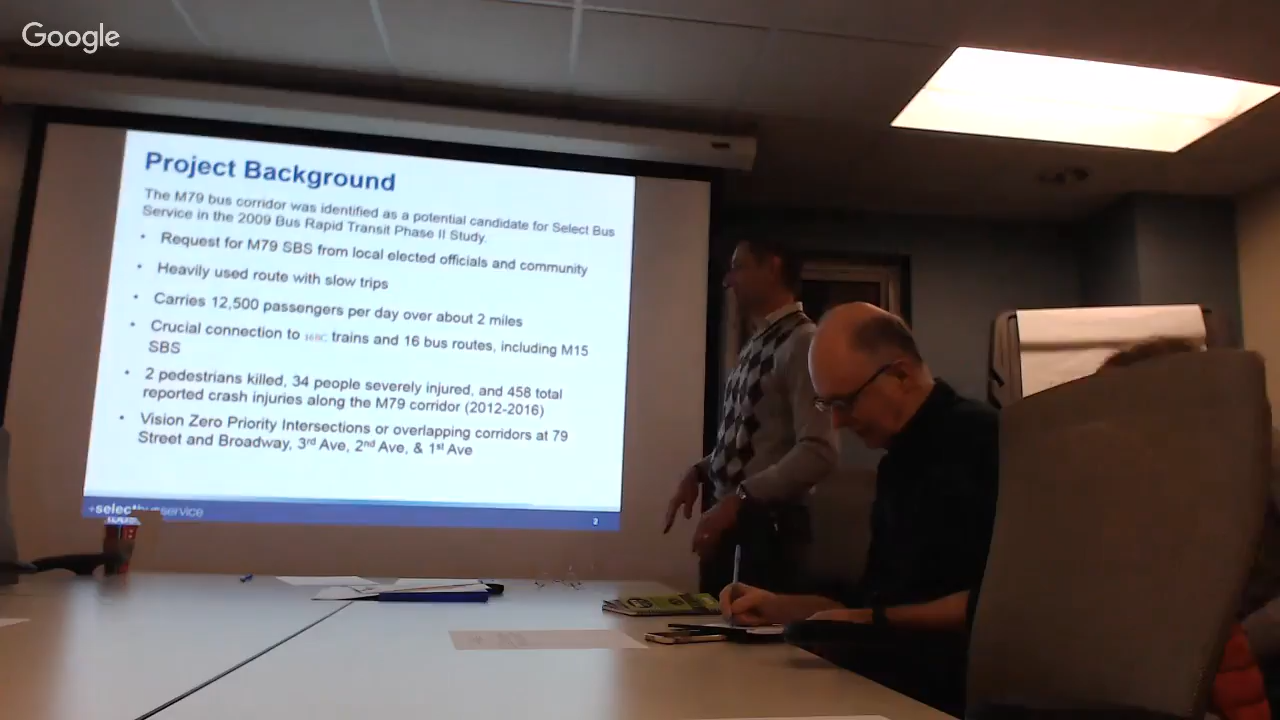 Google
Project Background
The M79 bus corridor was identified as a potential candidate for Select Bus
Service in the 2009 Bus Rapid Transit Phase II Study.
• Request for M79 SBS from local elected officials and community
• Heavily used route with slow trips
• Carries 12,500 passengers per day over about 2 miles
• Crucial connection to trains and 16 bus routes, including M15
SBS
• 2 pedestrians killed, 34 people severely injured, and 458 total
reported crash injuries along the M79 corridor (2012-2016)
• Vision Zero Priority Intersections or overlapping corridors at 79
Street and Broadway, 3rd Ave, 2nd Ave, & 1st Ave
+selectbusservice
2